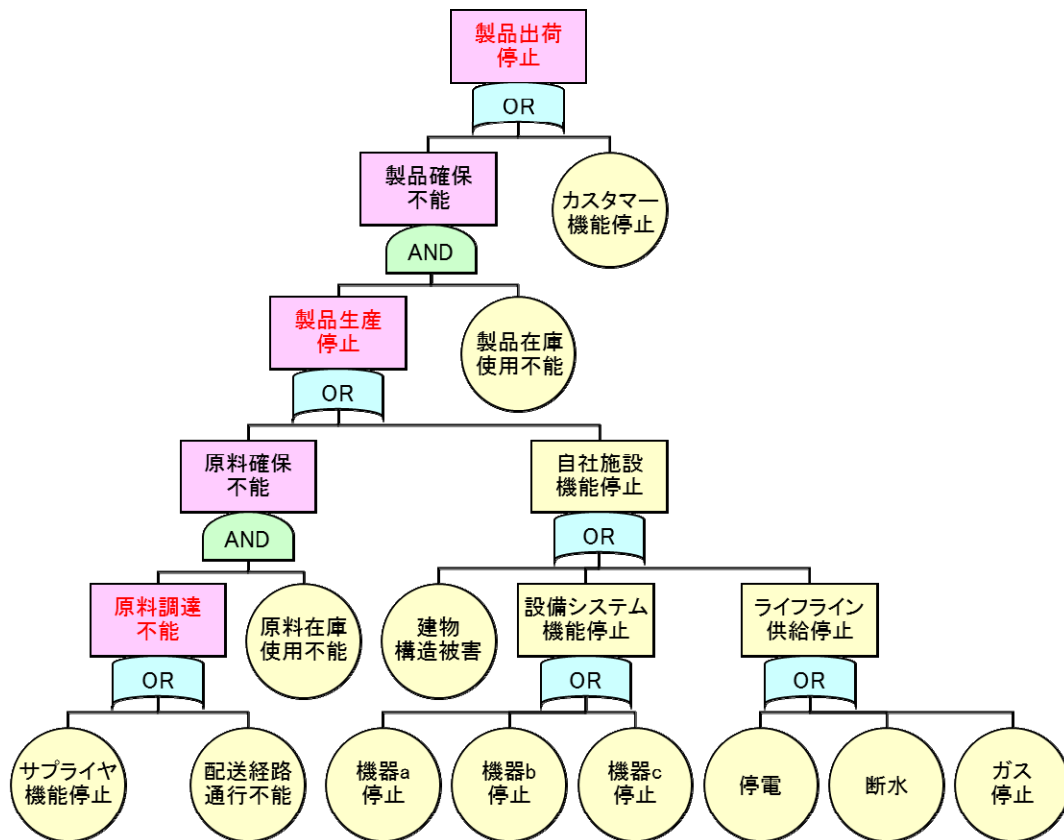 製品出荷
停止
OR
製品確保
不能
カスタマー
機能停止
AND
製品生産
停止
製品在庫
使用不能
OR
原料確保
不能
自社施設
機能停止
AND
OR
原料調達
不能
原料在庫
使用不能
建物
構造被害
設備システム
機能停止
ライフライン
供給停止
OR
OR
OR
サプライヤ
機能停止
配送経路
通行不能
機器a
停止
機器b
停止
機器c
停止
停電
断水
ガス
停止